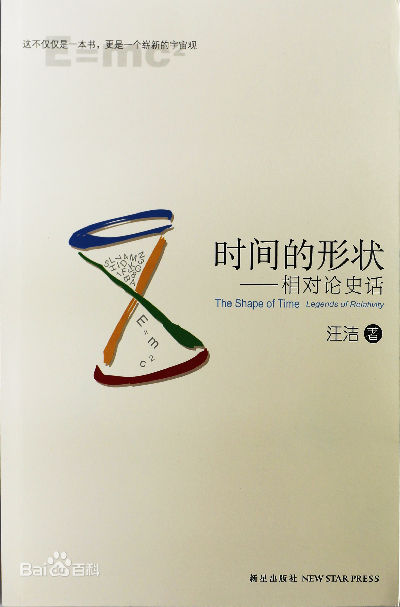 这不仅仅是一本书，更是一个崭新的宇宙观
E=mc²
时间的形状
——相对论史话
The Shape of Time Legends of Relativity
汪洁 著
E=mc2
Bai百科
新星出版社 NEW STAR PRESS